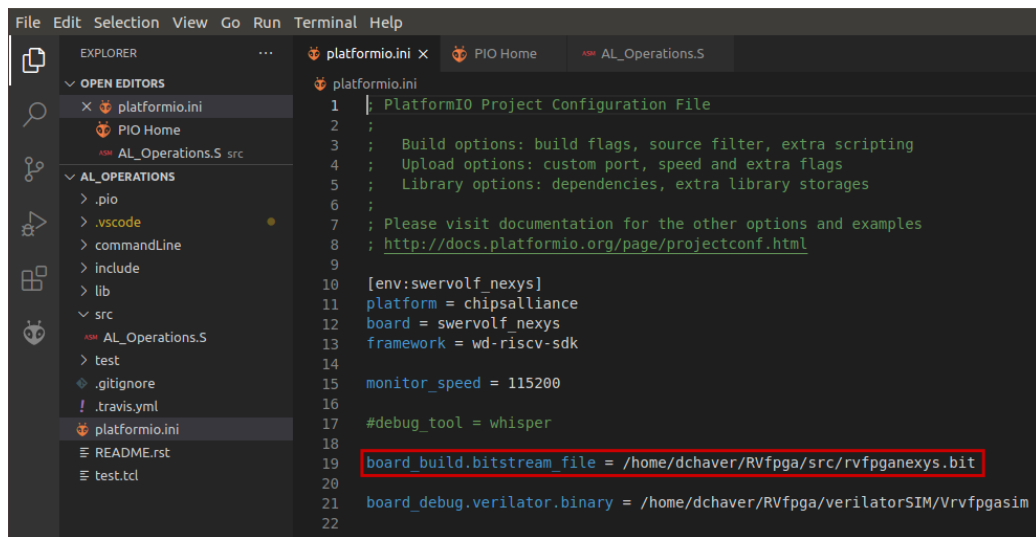 File Edit Selection View Go Run Terminal Help
EXPLORER
OPEN EDITORS
platformio.ini
PIO Home
ASM AL_Operations.S src
AL_OPERATIONS
.pio
.vscode
commandLine
include
lib
src
ASM AL_Operations.S
test
.gitignore
.travis.yml
platformio.ini
README.rst
test.tcl
platformio.ini PIO Home ASM AL_Operations.S
platformio.ini
1 ; PlatformIO Project Configuration File
2 ;
3 ;   Build options: build flags, source filter, extra scripting
4 ;   Upload options: custom port, speed and extra flags
5 ;   Library options: dependencies, extra library storages
6 ;
7 ; Please visit documentation for the other options and examples
8 ; http://docs.platformio.org/page/projectconf.html
9
10 [env:swervolf_nexys]
11 platform = chipsalliance
12 board = swervolf_nexys
13 framework = wd-riscv-sdk
14
15 monitor_speed = 115200
16
17 #debug_tool = whisper
18
19 board_build.bitstream_file = /home/dchaver/RVfpga/src/rvfpganexys.bit
20
21 board_debug.verilator.binary = /home/dchaver/RVfpga/verilatorSIM/Vrvfpgasim
22